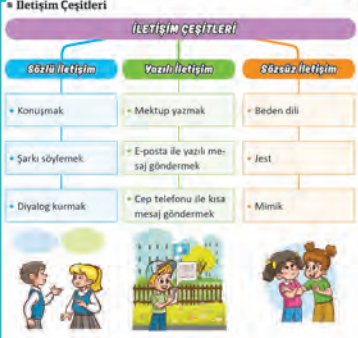 İletişim Çeşitleri
İLETİŞİM ÇEŞİTLERİ
Sözlü İletişim
Yazılı İletişim
Sözsüz İletişim
• Konuşmak
• Mektup yazmak
• Beden dili
• Şarkı söylemek
• E-posta ile yazılı me-
saj göndermek
• Jest
• Diyalog kurmak
• Cep telefonu ile kısa
mesaj göndermek
• Mimik